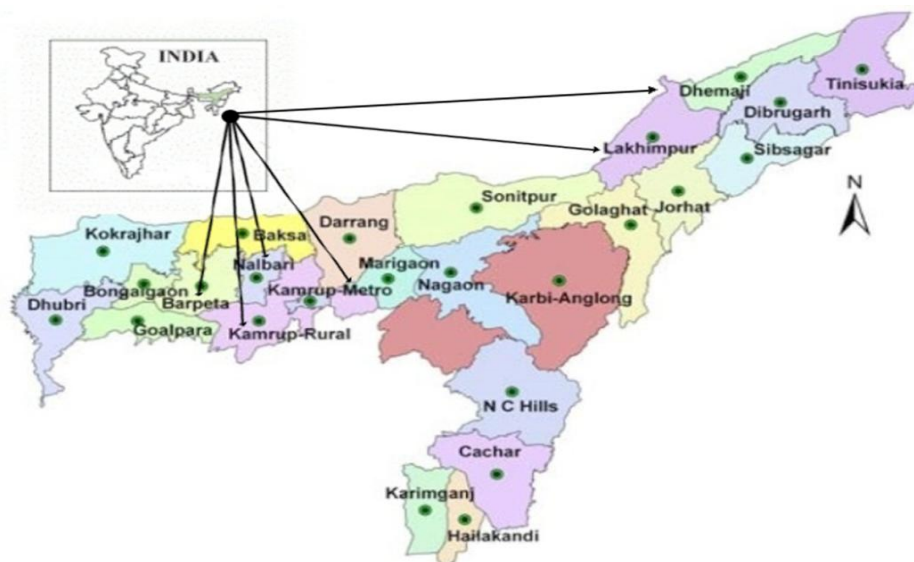 INDIA
Dhemaji
Tinisukia
Dibrugarh
Lakhimpur
Sibsagar
N
Sonitpur
Golaghat
Jorhat
Darrang
Kokrajhar
Baksa
Nalbari
Marigaon
Nagaon
Kamrup-Metro
Karbi-Anglong
Bongaigaon
Barpeta
Dhubri
Goalpara
Kamrup-Rural
N C Hills
Cachar
Karimganj
Hailakandi